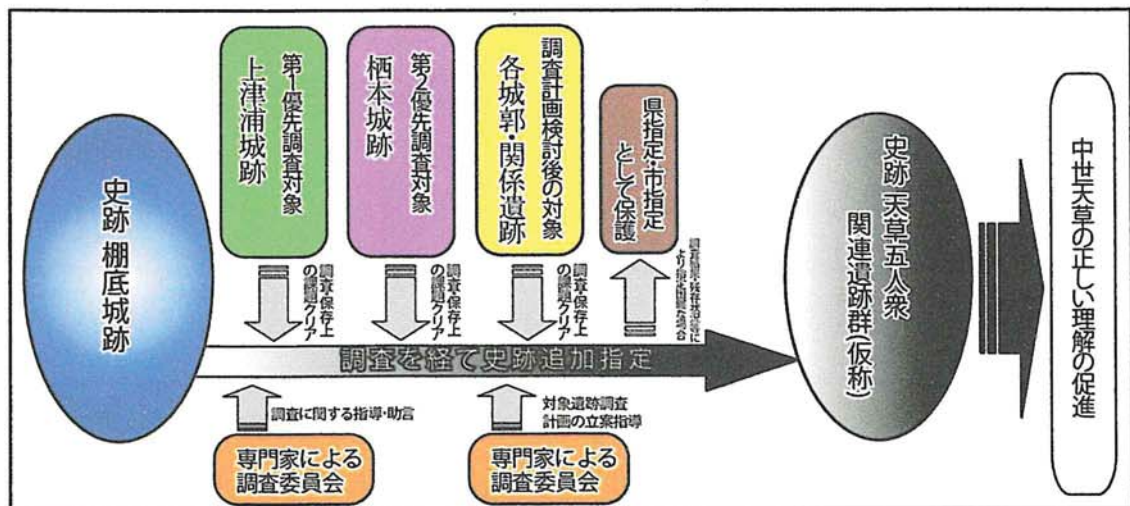 史跡 棚底城跡
第1優先調査対象
上津浦城跡
第2優先調査対象
栖本城跡
調査計画検討後の対象
各城郭・関係遺跡
県指定・市指定
として保護
調査・保存上
の課題クリア
調査・保存上
の課題クリア
調査・保存上
の課題クリア
より指定困難な場合
調査を経て史跡追加指定
調査に関する指導・助言
対象遺跡調査
計画の立案指導
専門家による
調査委員会
専門家による
調査委員会
史跡「天草五人衆
関連遺跡群(仮称)
中世天草の正しい理解の促進